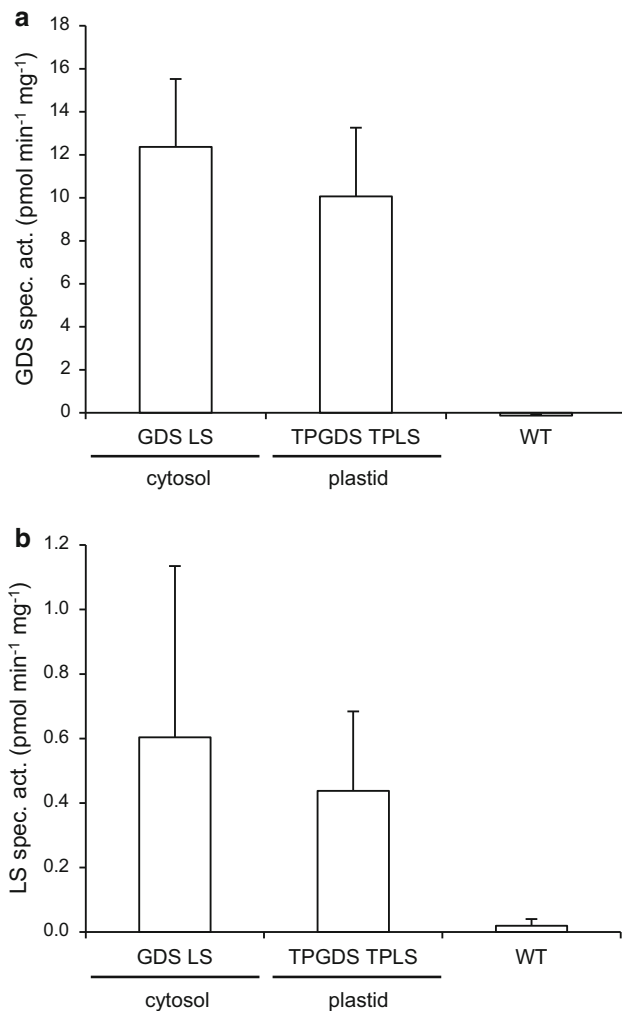 a
GDS spec. act. (pmol min⁻¹ mg⁻¹)
18
16
14
12
10
8
6
4
2
0
GDS LS TPGDS TPLS WT
cytosol plastid
b
LS spec. act. (pmol min⁻¹ mg⁻¹)
1.2
1.0
0.8
0.6
0.4
0.2
0.0
GDS LS TPGDS TPLS WT
cytosol plastid